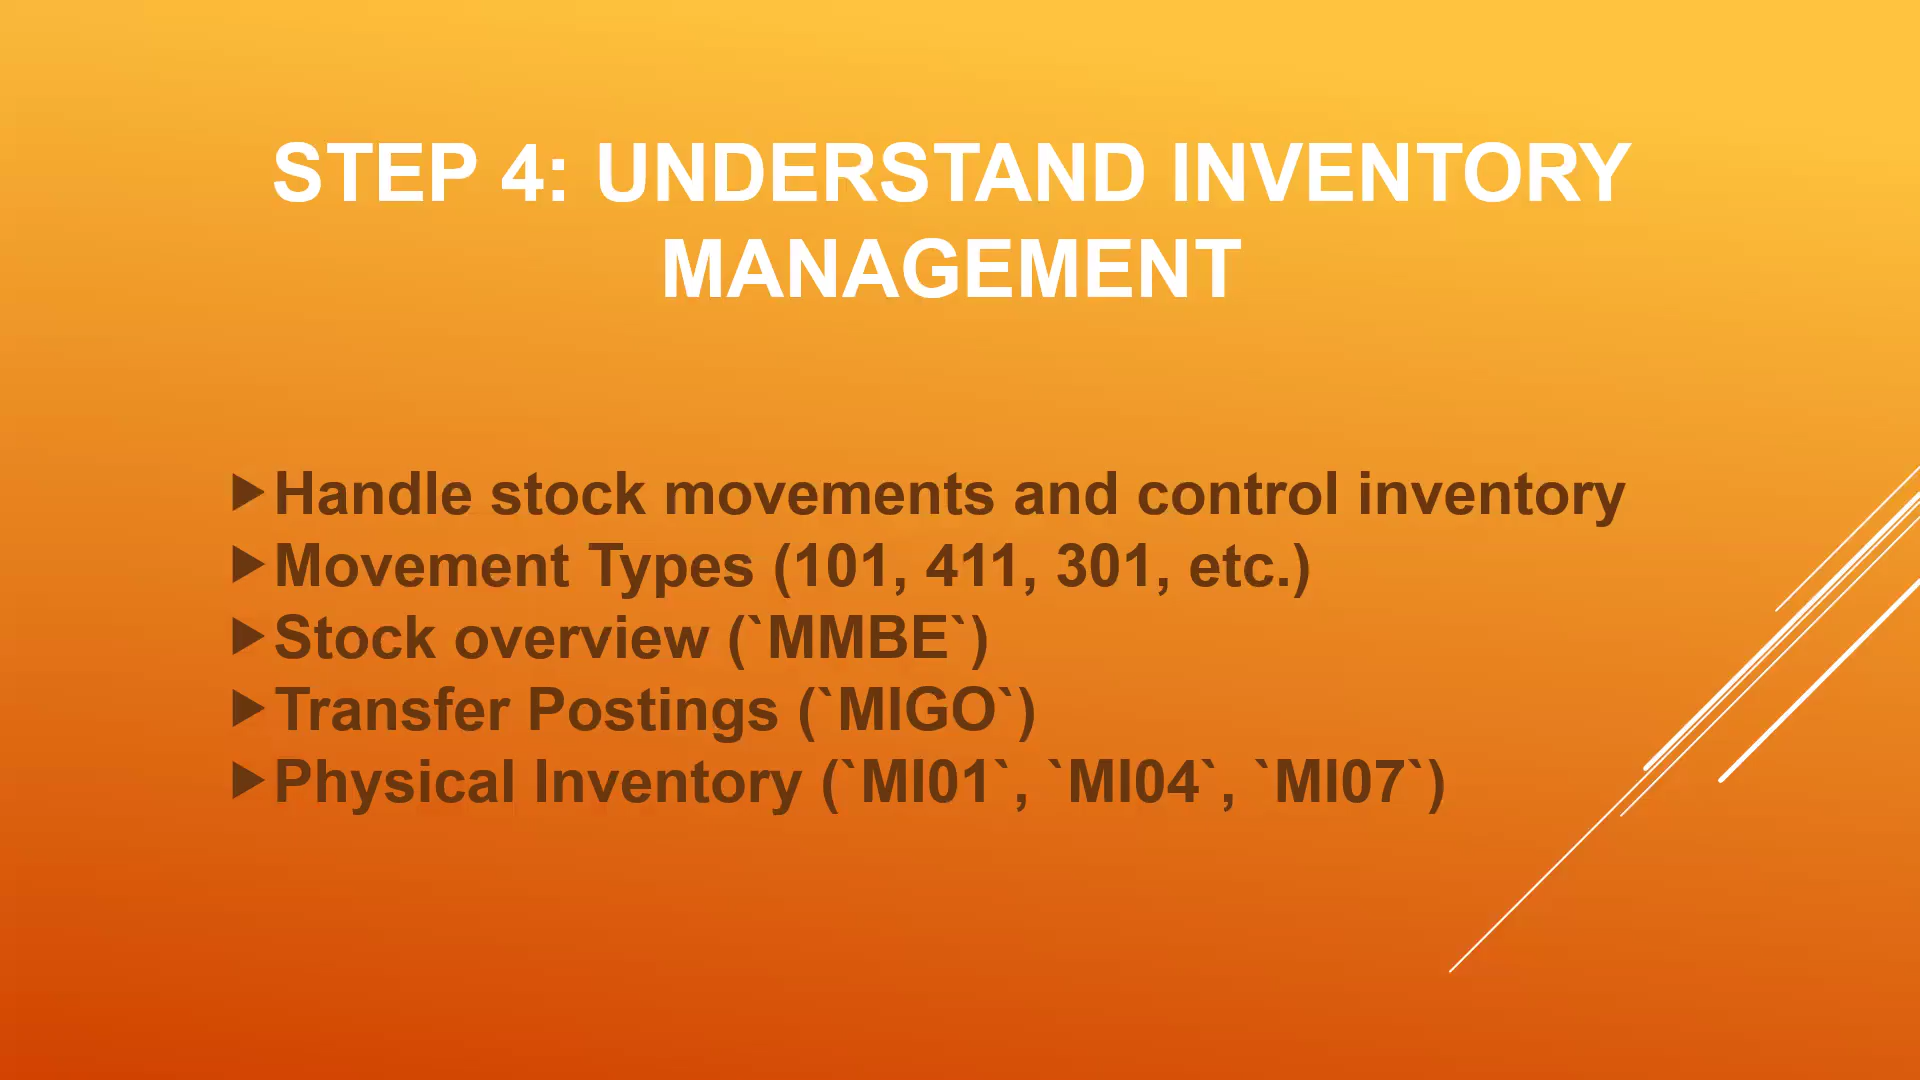 STEP 4: UNDERSTAND INVENTORY
MANAGEMENT
Handle stock movements and control inventory
Movement Types (101, 411, 301, etc.)
Stock overview (`MMBE`)
Transfer Postings (`MIGO`)
Physical Inventory (`MI01`, `MI04`, `MI07`)